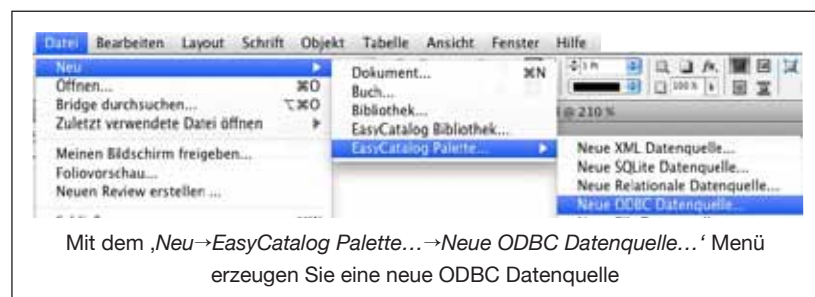 Datei Bearbeiten Layout Schrift Objekt Tabelle Ansicht Fenster Hilfe
Neu
Öffnen... ⌘O
Bridge durchsuchen... ⌥⌘O
Zuletzt verwendete Datei öffnen
Meinen Bildschirm freigeben...
Foliovorschau...
Neuen Review erstellen ...
Dokument... ⌘N
Buch...
Bibliothek...
EasyCatalog Bibliothek...
EasyCatalog Palette...
100 %
@ 210 %
Neue XML Datenquelle...
Neue SQLite Datenquelle...
Neue Relationale Datenquelle...
Neue ODBC Datenquelle...
Mit dem ‚Neu→EasyCatalog Palette…→Neue ODBC Datenquelle…‘ Menü
erzeugen Sie eine neue ODBC Datenquelle